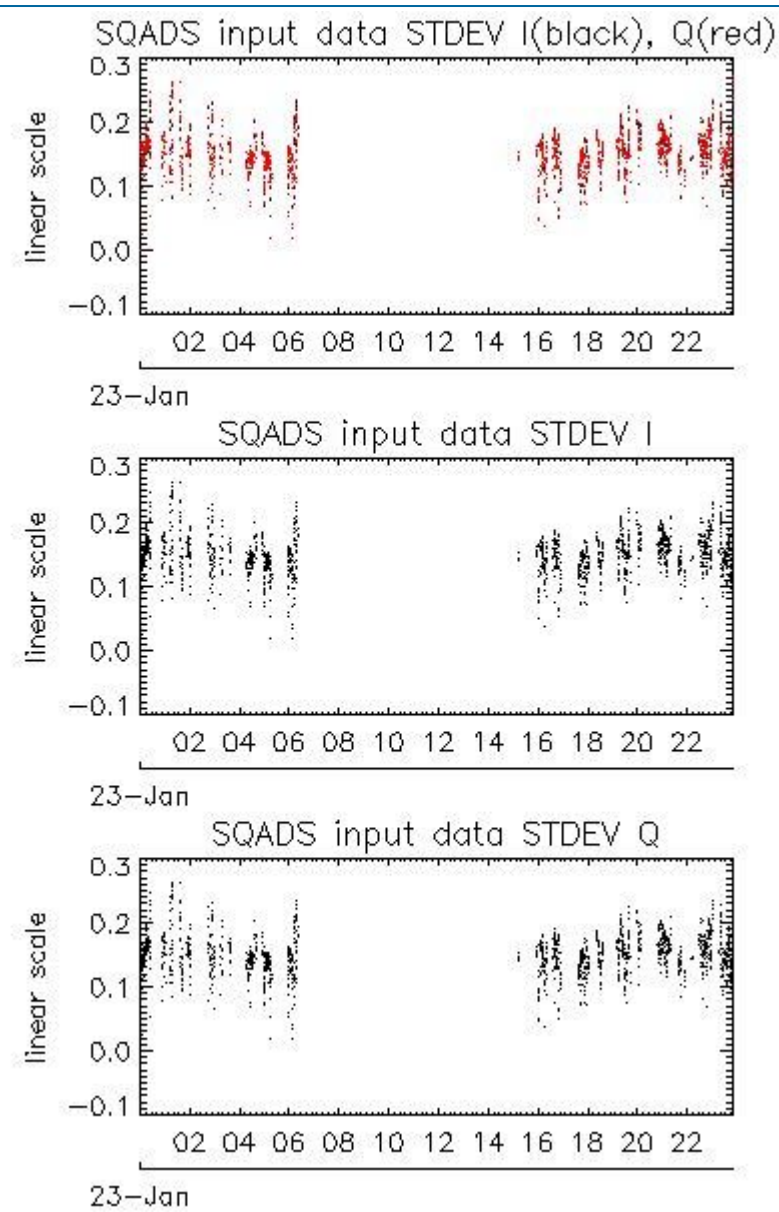 SQADS input data STDEV I(black), Q(red)
0.3
0.2
0.1
0.0
−0.1
linear scale
02 04 06 08 10 12 14 16 18 20 22
23−Jan
SQADS input data STDEV I
0.3
0.2
0.1
0.0
−0.1
linear scale
02 04 06 08 10 12 14 16 18 20 22
23−Jan
SQADS input data STDEV Q
0.3
0.2
0.1
0.0
−0.1
linear scale
02 04 06 08 10 12 14 16 18 20 22
23−Jan